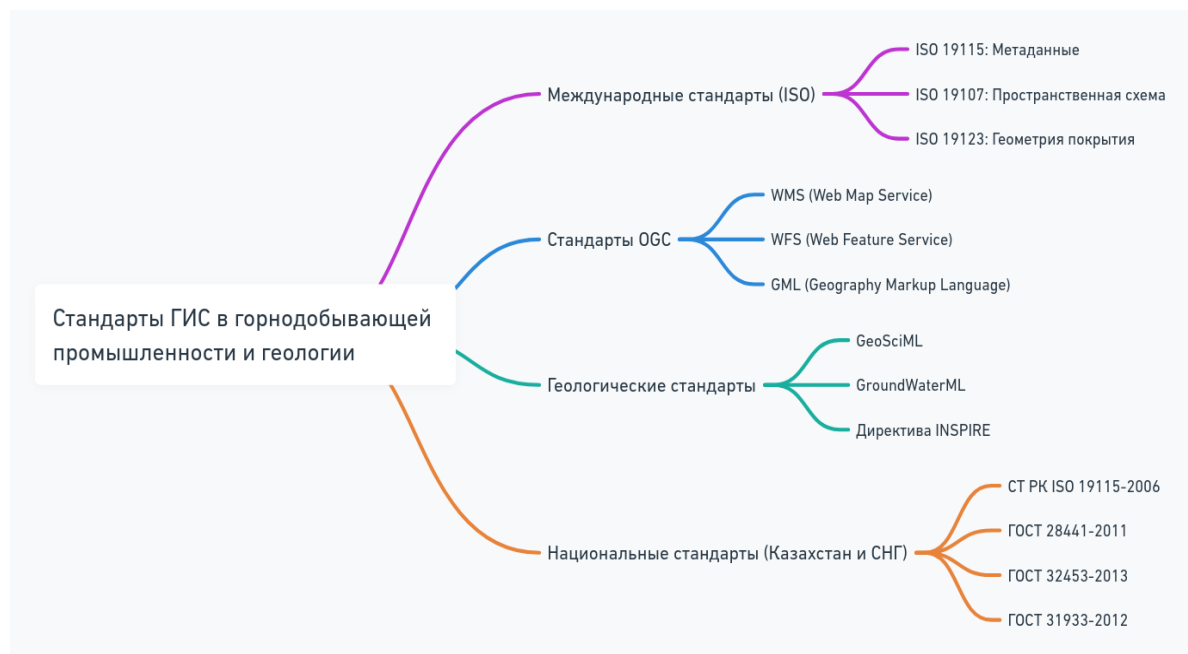 Стандарты ГИС в горнодобывающей
промышленности и геологии
Международные стандарты (ISO)
ISO 19115: Метаданные
ISO 19107: Пространственная схема
ISO 19123: Геометрия покрытия
Стандарты OGC
WMS (Web Map Service)
WFS (Web Feature Service)
GML (Geography Markup Language)
Геологические стандарты
GeoSciML
GroundWaterML
Директива INSPIRE
Национальные стандарты (Казахстан и СНГ)
СТ РК ISO 19115-2006
ГОСТ 28441-2011
ГОСТ 32453-2013
ГОСТ 31933-2012